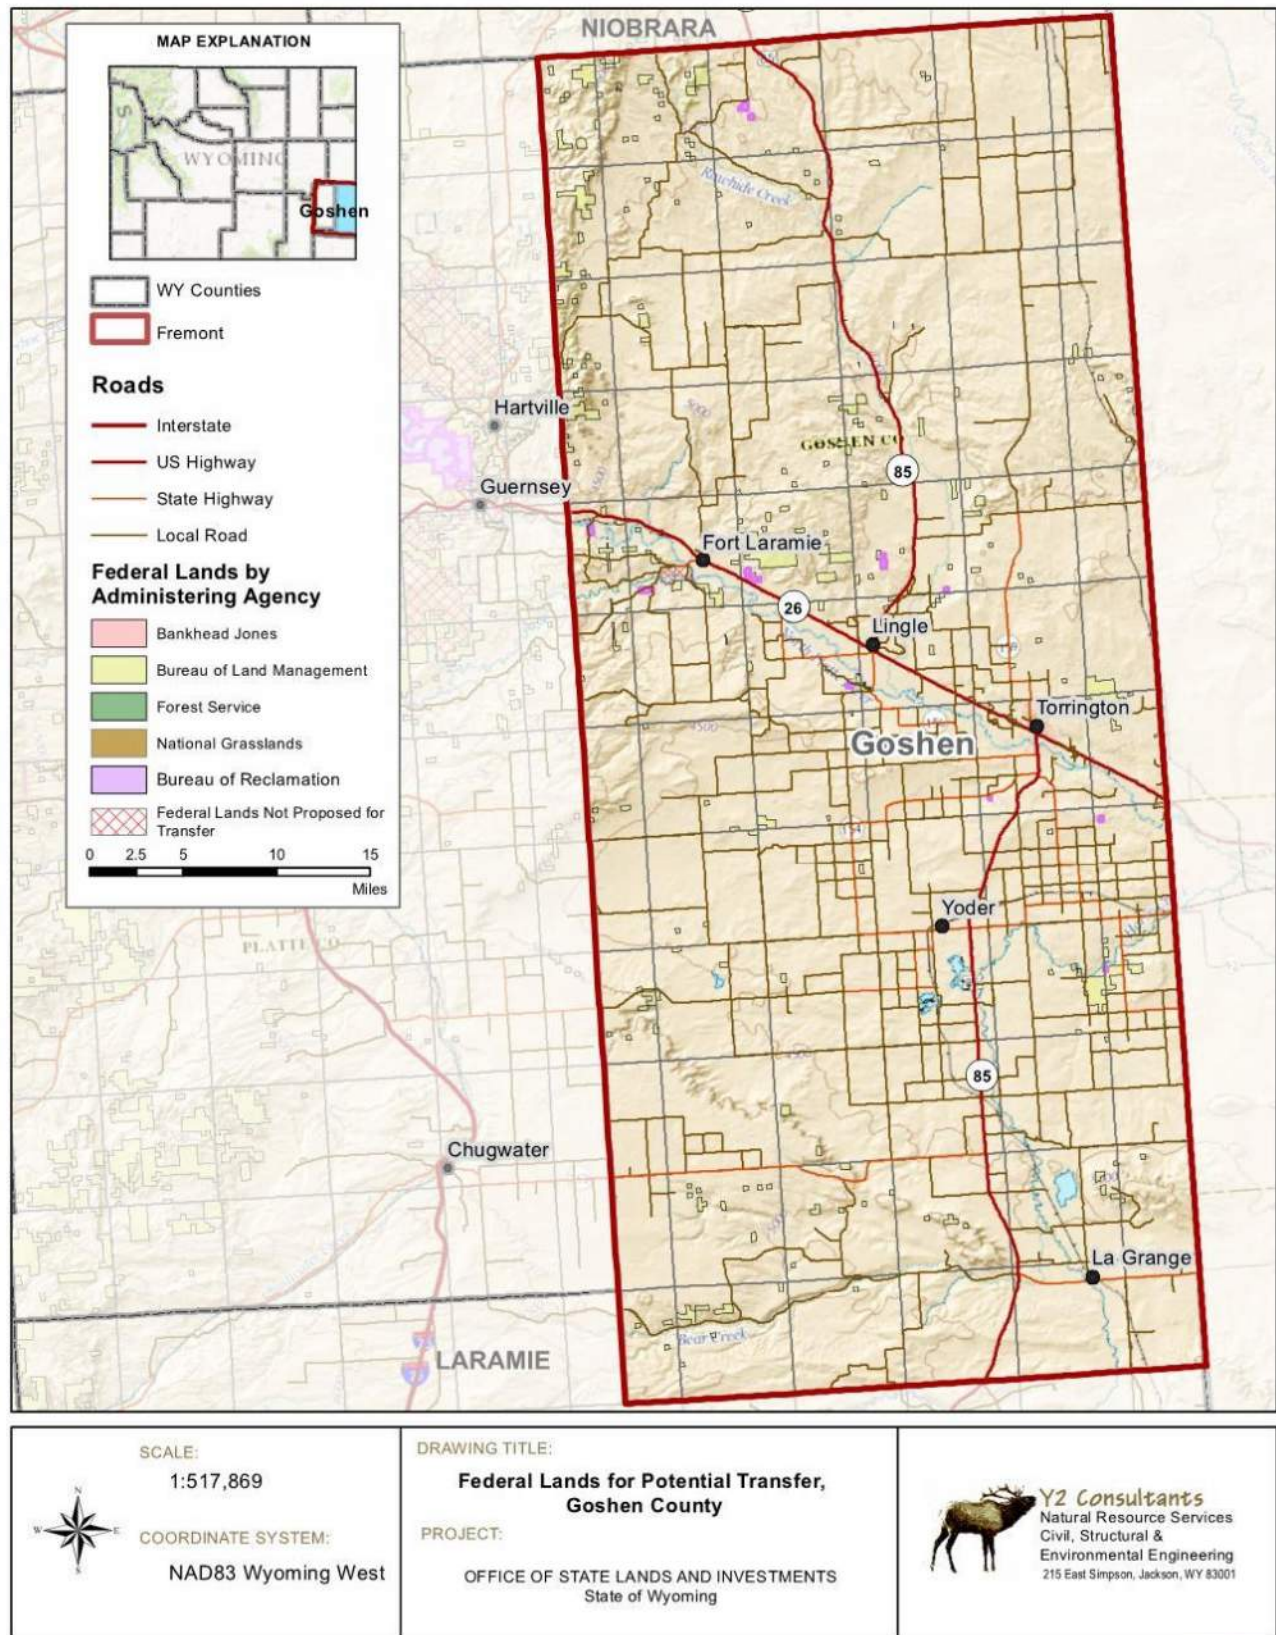 MAP EXPLANATION
WYOMING
Goshen
WY Counties
Fremont
Roads
Interstate
US Highway
State Highway
Local Road
Federal Lands by
Administering Agency
Bankhead Jones
Bureau of Land Management
Forest Service
National Grasslands
Bureau of Reclamation
Federal Lands Not Proposed for
Transfer
0 2.5 5 10 15
Miles
NIOBRARA
Rawhide Creek
Hartville
5000
GOSHEN CO
85
Guernsey
4500
Fort Laramie
26
Lingle
Torrington
4500
Goshen
154
Yoder
PLATTE CO
85
Chugwater
La Grange
Bear Creek
LARAMIE
SCALE:
1:517,869
COORDINATE SYSTEM:
NAD83 Wyoming West
N
W E
S
DRAWING TITLE:
Federal Lands for Potential Transfer,
Goshen County
PROJECT:
OFFICE OF STATE LANDS AND INVESTMENTS
State of Wyoming
Y2 Consultants
Natural Resource Services
Civil, Structural &
Environmental Engineering
215 East Simpson, Jackson, WY 83001